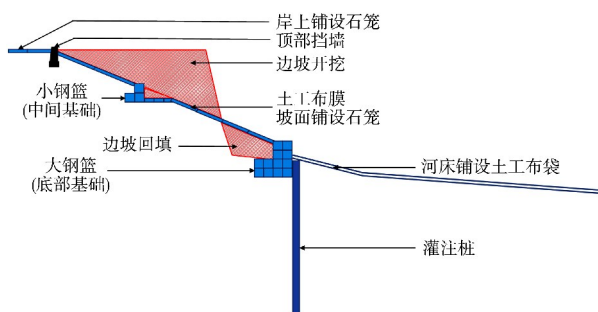 岸上铺设石笼
顶部挡墙
边坡开挖
小钢篮
(中间基础)
土工布膜
坡面铺设石笼
边坡回填
大钢篮
(底部基础)
河床铺设土工布袋
灌注桩